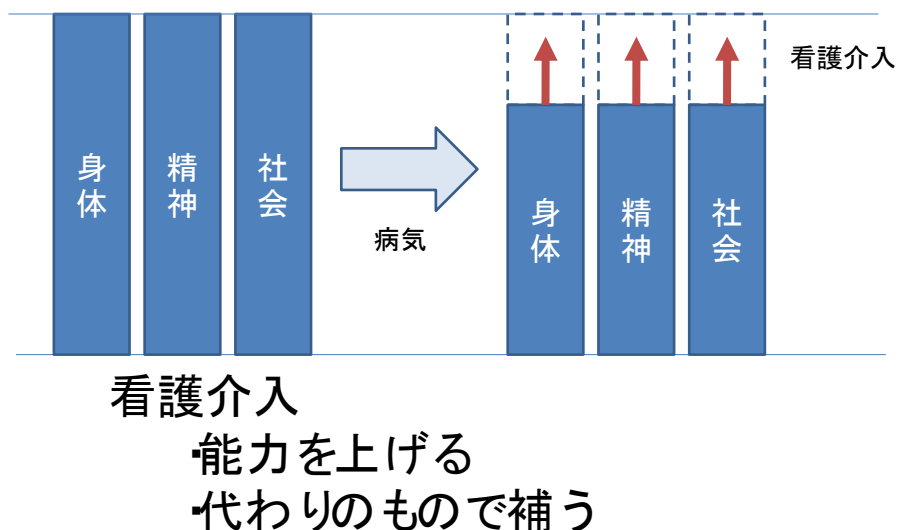 身体
精神
社会
病気
身体
精神
社会
看護介入
看護介入
・能力を上げる
・代わりのもので補う